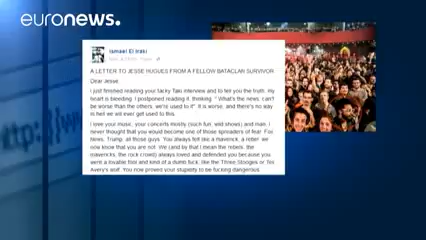 euronews.
Ismael El Iraki
A LETTER TO JESSE HUGUES FROM A FELLOW BATACLAN SURVIVOR
Dear Jesse,
I just finished reading your tacky Taki interview and to tell you the truth, my
heart is bleeding. I postponed reading it, thinking: " What's the news, can't
be worse than the others, we're used to it". It is worse, and there's no way
in hell we will ever get used to this.
I love your music, your concerts mostly (such fun, wild shows) and man, I
never thought that you would become one of those spreaders of fear. Fox
News, Trump, all those guys. You always felt like a maverick, a rebel: we
now know that you are not. We (and by that I mean the rebels, the
mavericks, the rock crowd) always loved and defended you because you
were a lovable fool and kind of a dumb fuck, like the Three Stooges or Tex
Avery's wolf. You now proved your stupidity to be fucking dangerous.
http://w